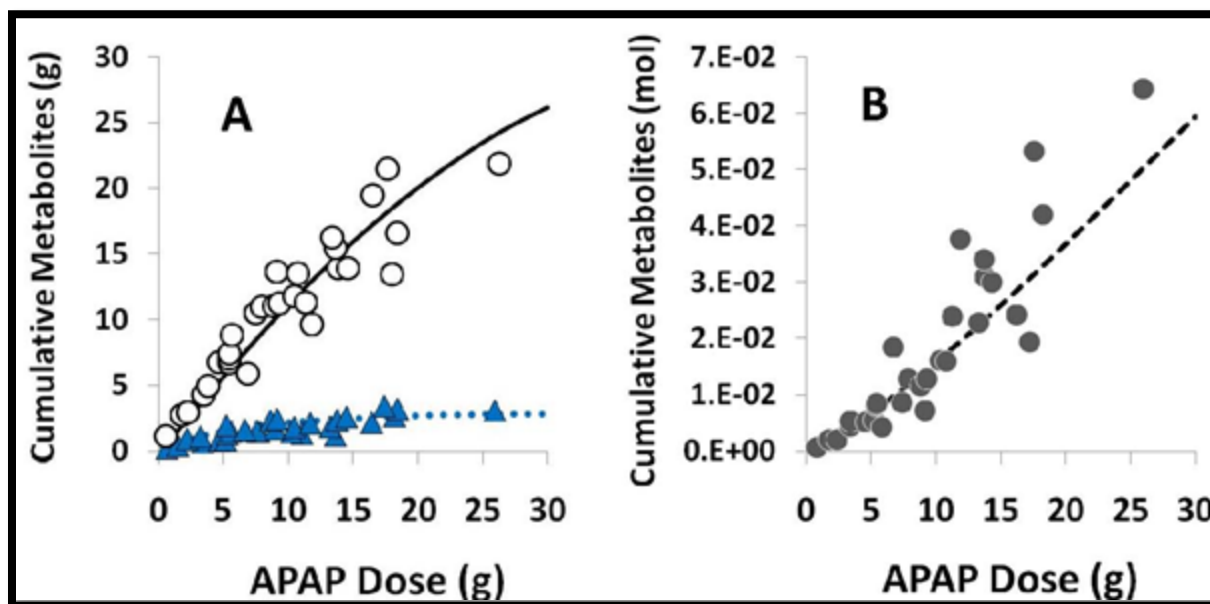 A
Cumulative Metabolites (g)
30
25
20
15
10
5
0
0 5 10 15 20 25 30
APAP Dose (g)
B
Cumulative Metabolites (mol)
7.E-02
6.E-02
5.E-02
4.E-02
3.E-02
2.E-02
1.E-02
0.E+00
0 5 10 15 20 25 30
APAP Dose (g)